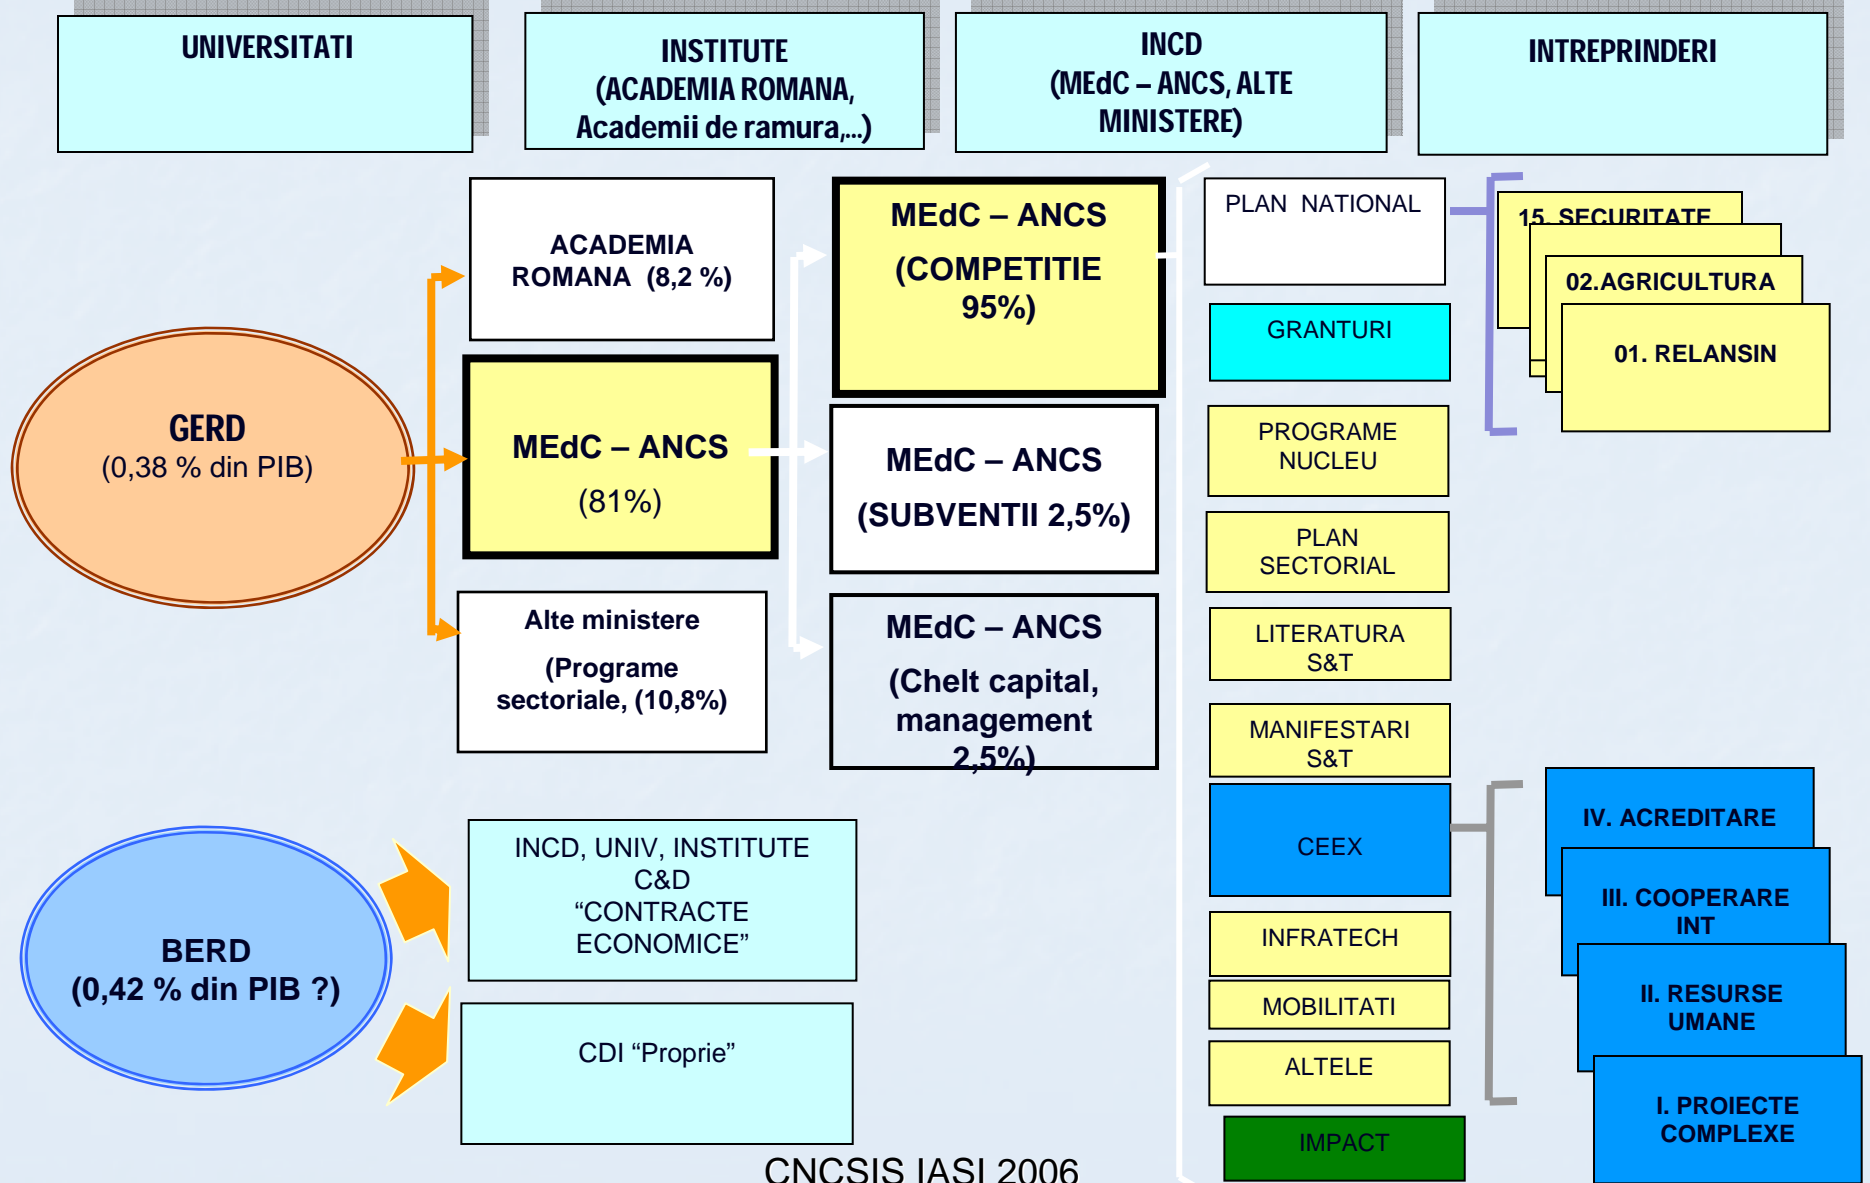 UNIVERSITATI
INSTITUTE
(ACADEMIA ROMANA,
Academii de ramura,...)
INCD
(MEdC – ANCS, ALTE
MINISTERE)
INTREPRINDERI
GERD
(0,38 % din PIB)
ACADEMIA
ROMANA (8,2 %)
MEdC – ANCS
(81%)
Alte ministere
(Programe
sectoriale, (10,8%)
MEdC – ANCS
(COMPETITIE
95%)
MEdC – ANCS
(SUBVENTII 2,5%)
MEdC – ANCS
(Chelt capital,
management
2,5%)
PLAN NATIONAL
GRANTURI
PROGRAME
NUCLEU
PLAN
SECTORIAL
LITERATURA
S&T
MANIFESTARI
S&T
CEEX
INFRATECH
MOBILITATI
ALTELE
IMPACT
15. SECURITATE
02.AGRICULTURA
01. RELANSIN
IV. ACREDITARE
III. COOPERARE
INT
II. RESURSE
UMANE
I. PROIECTE
COMPLEXE
BERD
(0,42 % din PIB ?)
INCD, UNIV, INSTITUTE
C&D
“CONTRACTE
ECONOMICE”
CDI “Proprie”
CNCSIS IASI 2006